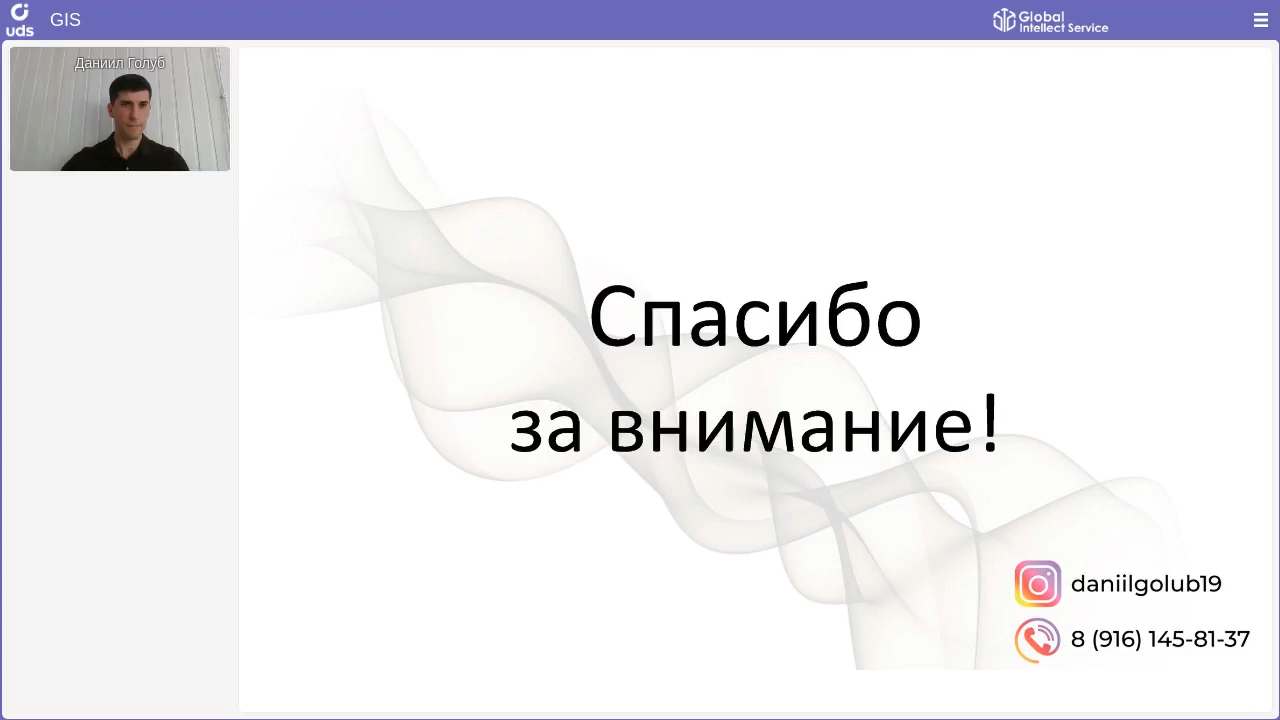 uds
GIS
Global
Intellect Service
Даниил Голуб
Спасибо
за внимание!
daniilgolub19
8 (916) 145-81-37